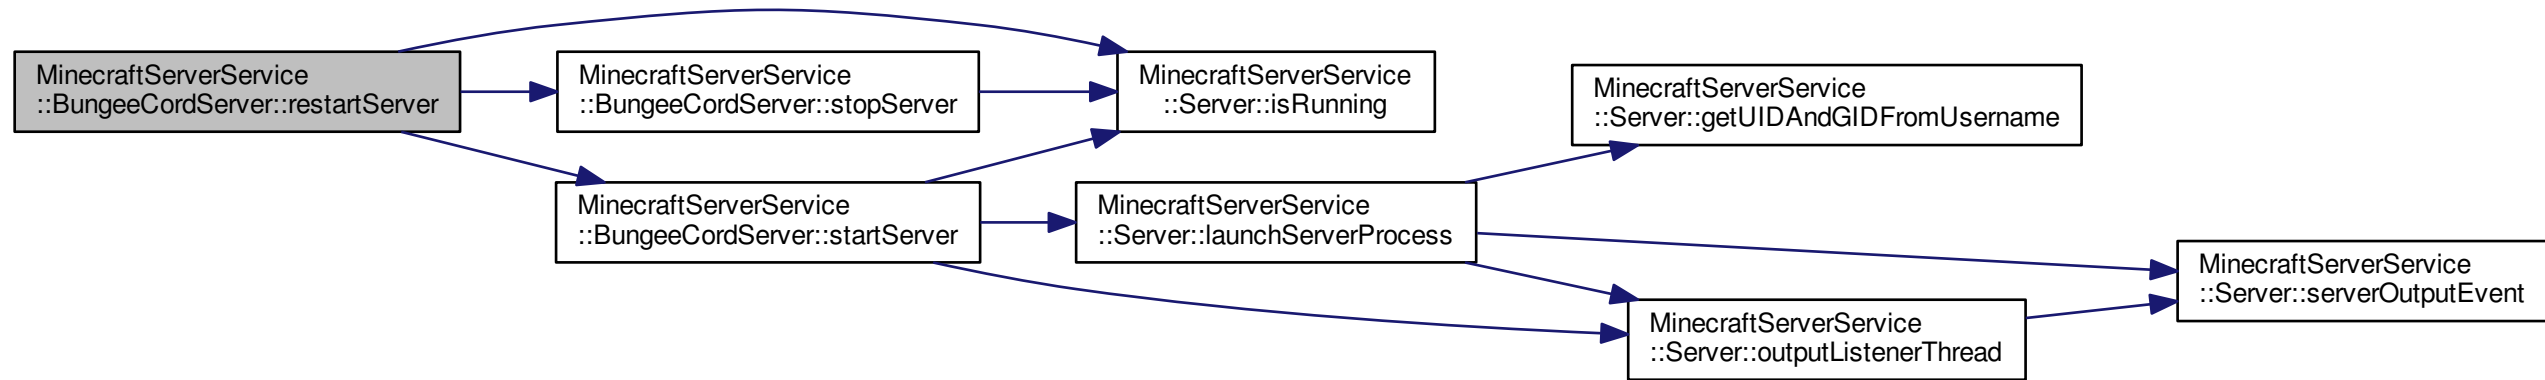 MinecraftServerService
::BungeeCordServer::restartServer
MinecraftServerService
::BungeeCordServer::stopServer
MinecraftServerService
::BungeeCordServer::startServer
MinecraftServerService
::Server::isRunning
MinecraftServerService
::Server::launchServerProcess
MinecraftServerService
::Server::getUIDAndGIDFromUsername
MinecraftServerService
::Server::outputListenerThread
MinecraftServerService
::Server::serverOutputEvent